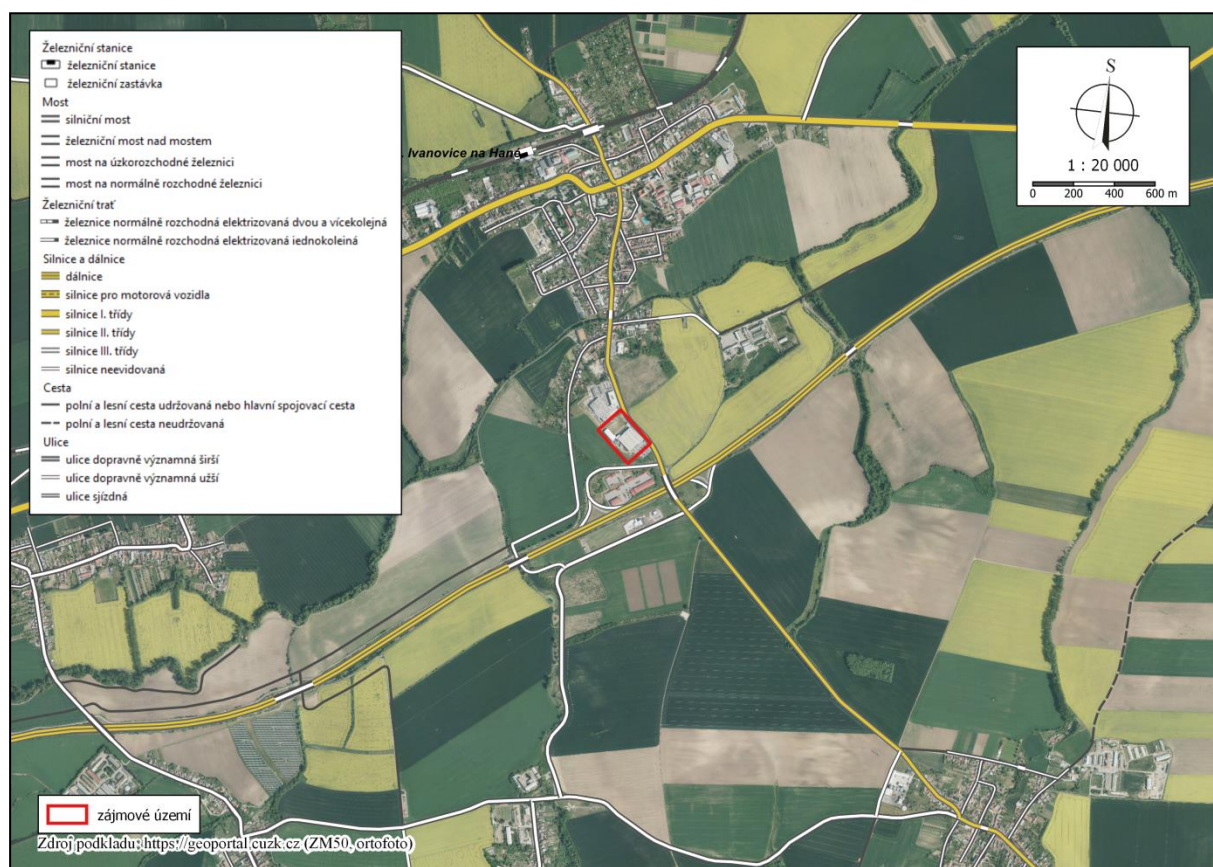 Železniční stanice
železniční stanice
železniční zastávka
Most
silniční most
železniční most nad mostem
most na úzkorozchodné železnici
most na normálně rozchodné železnici
Železniční trať
železnice normálně rozchodná elektrizovaná dvou a vícekolejná
železnice normálně rozchodná elektrizovaná jednokolejná
Silnice a dálnice
dálnice
silnice pro motorová vozidla
silnice I. třídy
silnice II. třídy
silnice III. třídy
silnice neevidovaná
Cesta
polní a lesní cesta udržovaná nebo hlavní spojovací cesta
polní a lesní cesta neudržovaná
Ulice
ulice dopravně významná širší
ulice dopravně významná užší
ulice sjízdná
. Ivanovice na Hané
S
1 : 20 000
0 200 400 600 m
zájmové území
Zdroj podkladu: https://geoportal.cuzk.cz (ZM50, ortofoto)